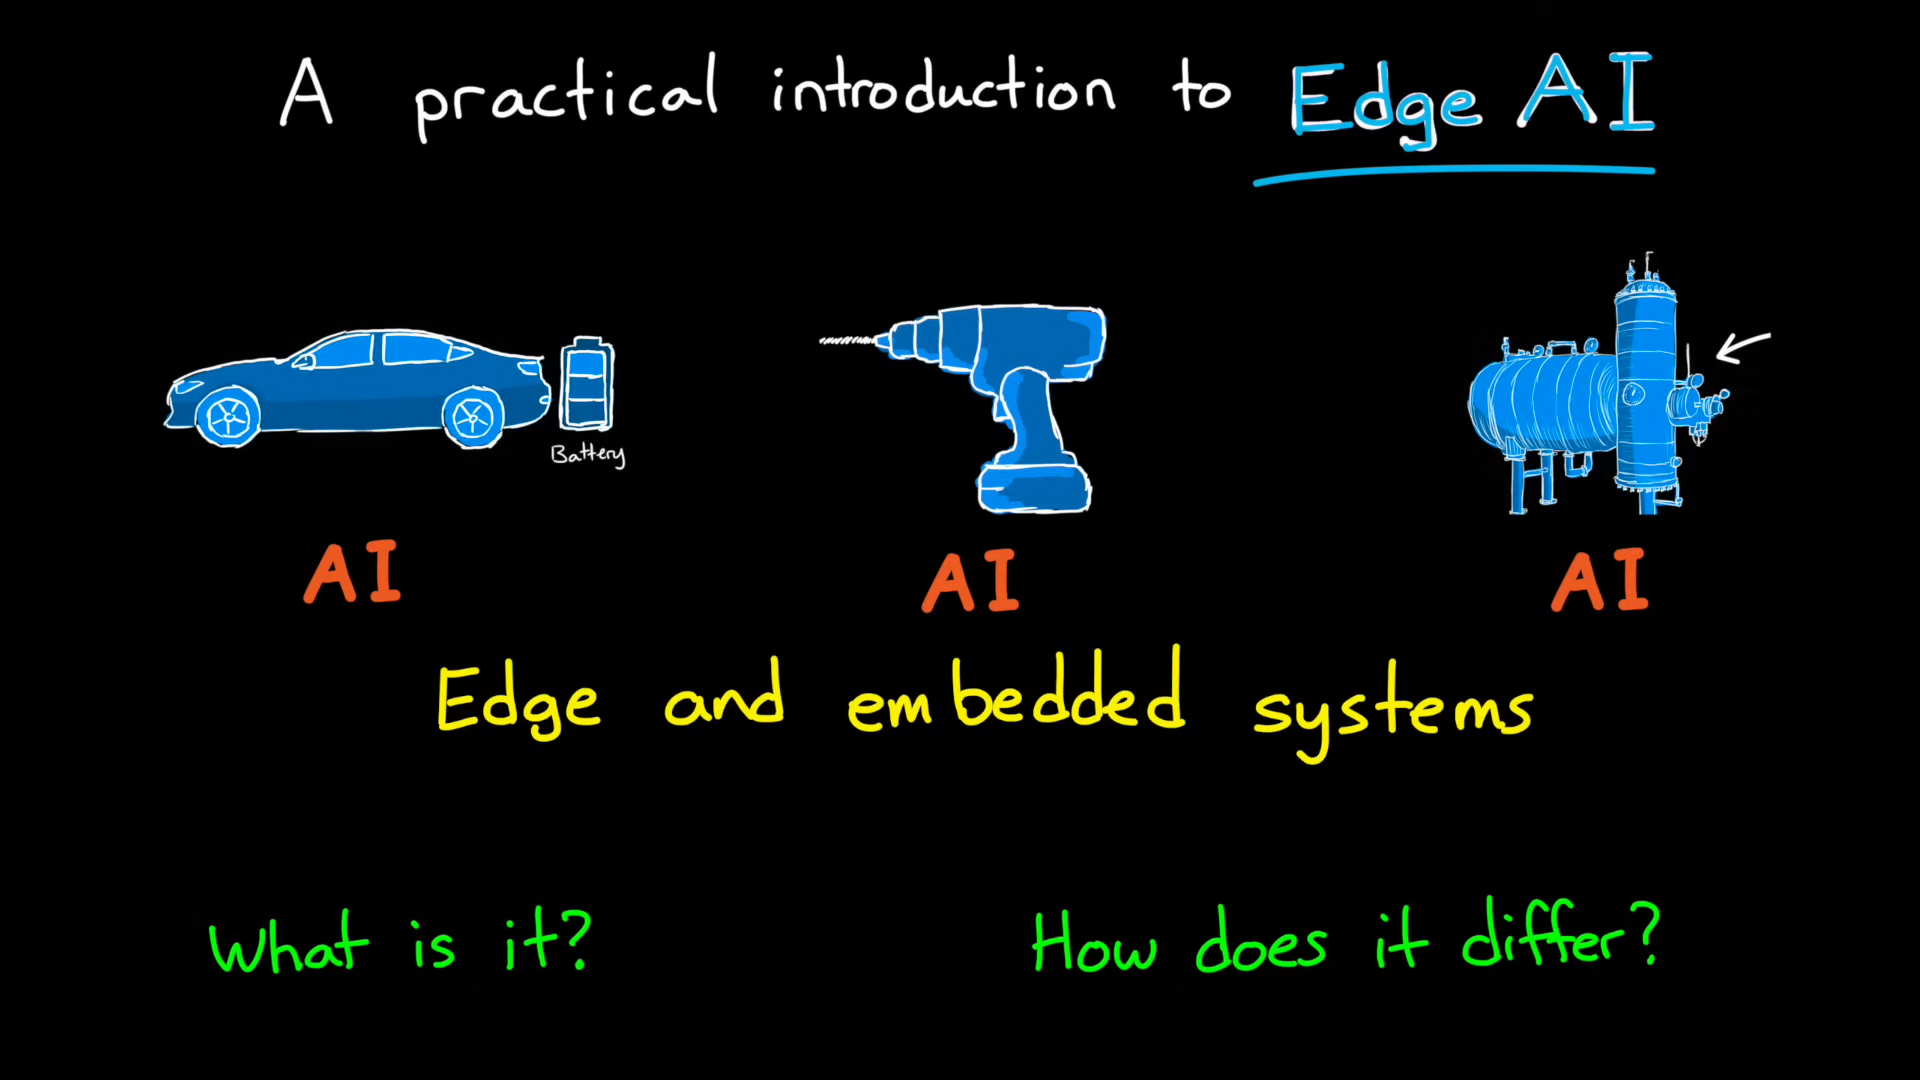 A practical introduction to Edge AI
Battery
AI AI AI
Edge and embedded systems
What is it? How does it differ?